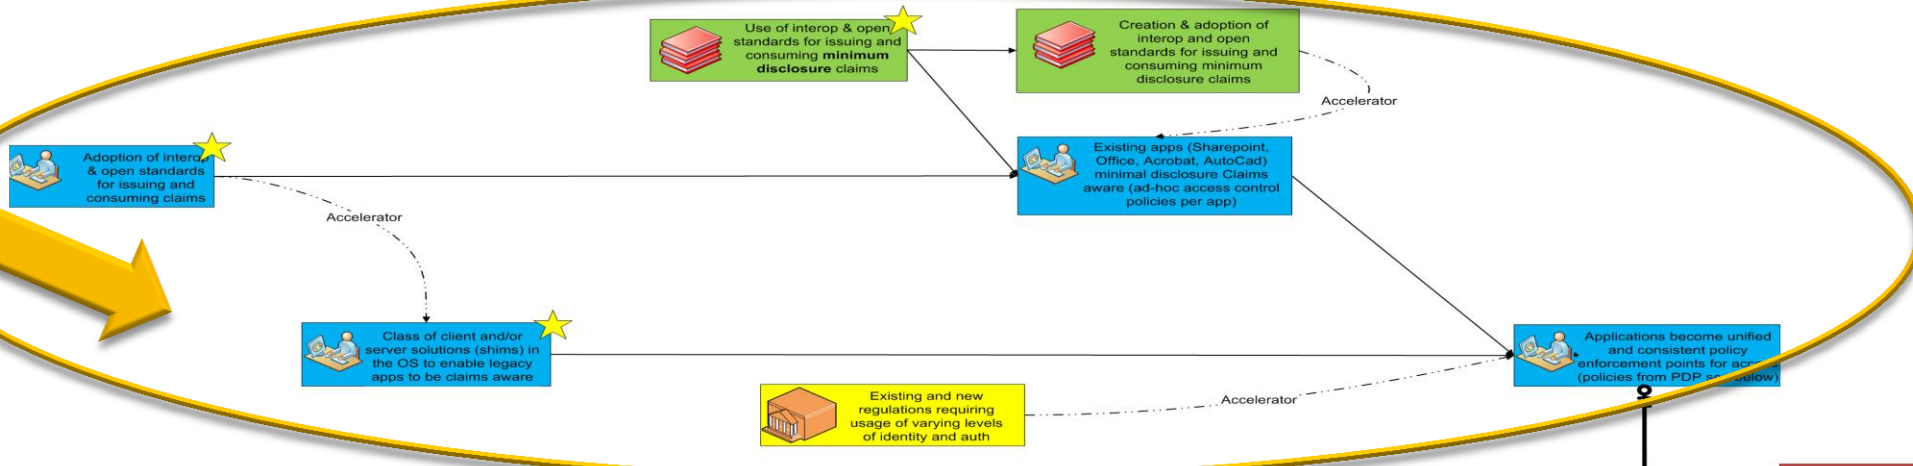 Use of interop & open
standards for issuing and
consuming minimum
disclosure claims
Creation & adoption of
interop and open
standards for issuing and
consuming minimum
disclosure claims
Accelerator
Adoption of interop
& open standards
for issuing and
consuming claims
Existing apps (Sharepoint,
Office, Acrobat, AutoCad)
minimal disclosure Claims
aware (ad-hoc access control
policies per app)
Accelerator
Class of client and/or
server solutions (shims) in
the OS to enable legacy
apps to be claims aware
Applications become unified
and consistent policy
enforcement points for access
(policies from PDP see below)
Existing and new
regulations requiring
usage of varying levels
of identity and auth
Accelerator